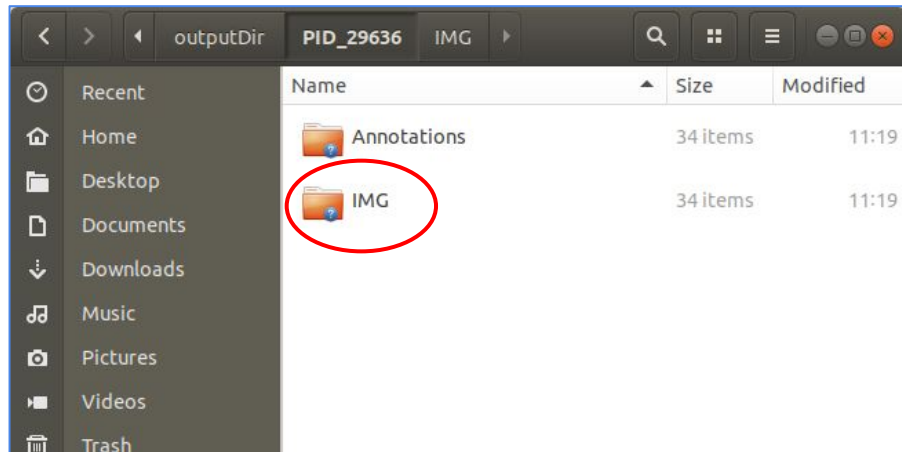 outputDir PID_29636 IMG
Recent
Home
Desktop
Documents
Downloads
Music
Pictures
Videos
Trash
Name Size Modified
Annotations 34 items 11:19
IMG 34 items 11:19